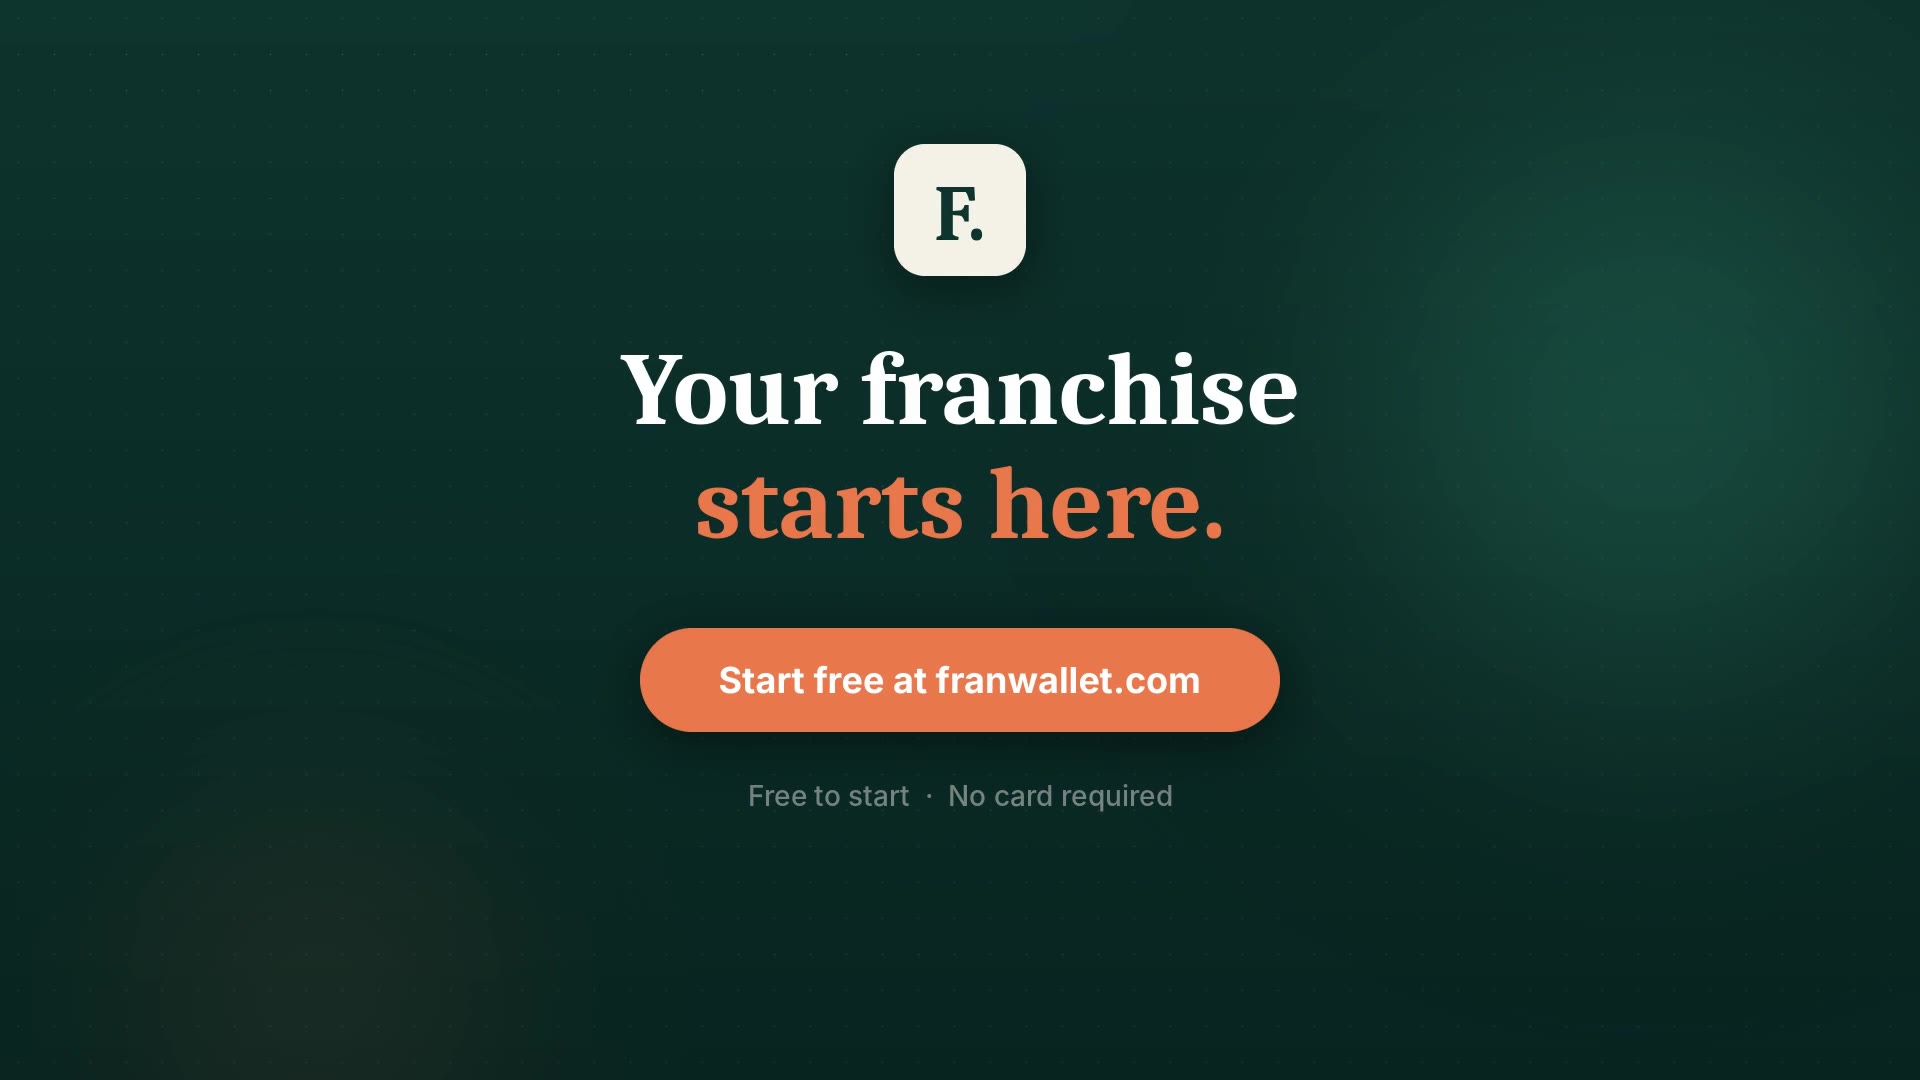 F.
Your franchise
starts here.
Start free at franwallet.com
Free to start · No card required